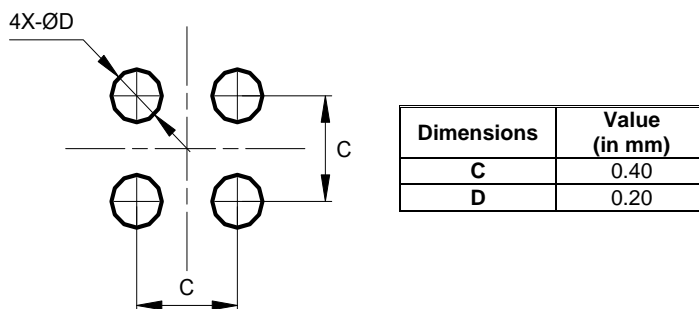 4X-ØD
C
C
Dimensions Value (in mm)
C 0.40
D 0.20